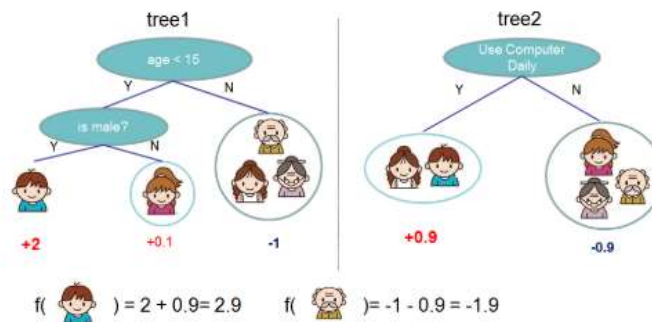 tree1
tree2
age < 15
Use Computer
Daily
Y
N
Y
N
is male?
Y
N
+2
+0.1
-1
+0.9
-0.9
f( ) = 2 + 0.9= 2.9
f( )= -1 - 0.9 = -1.9